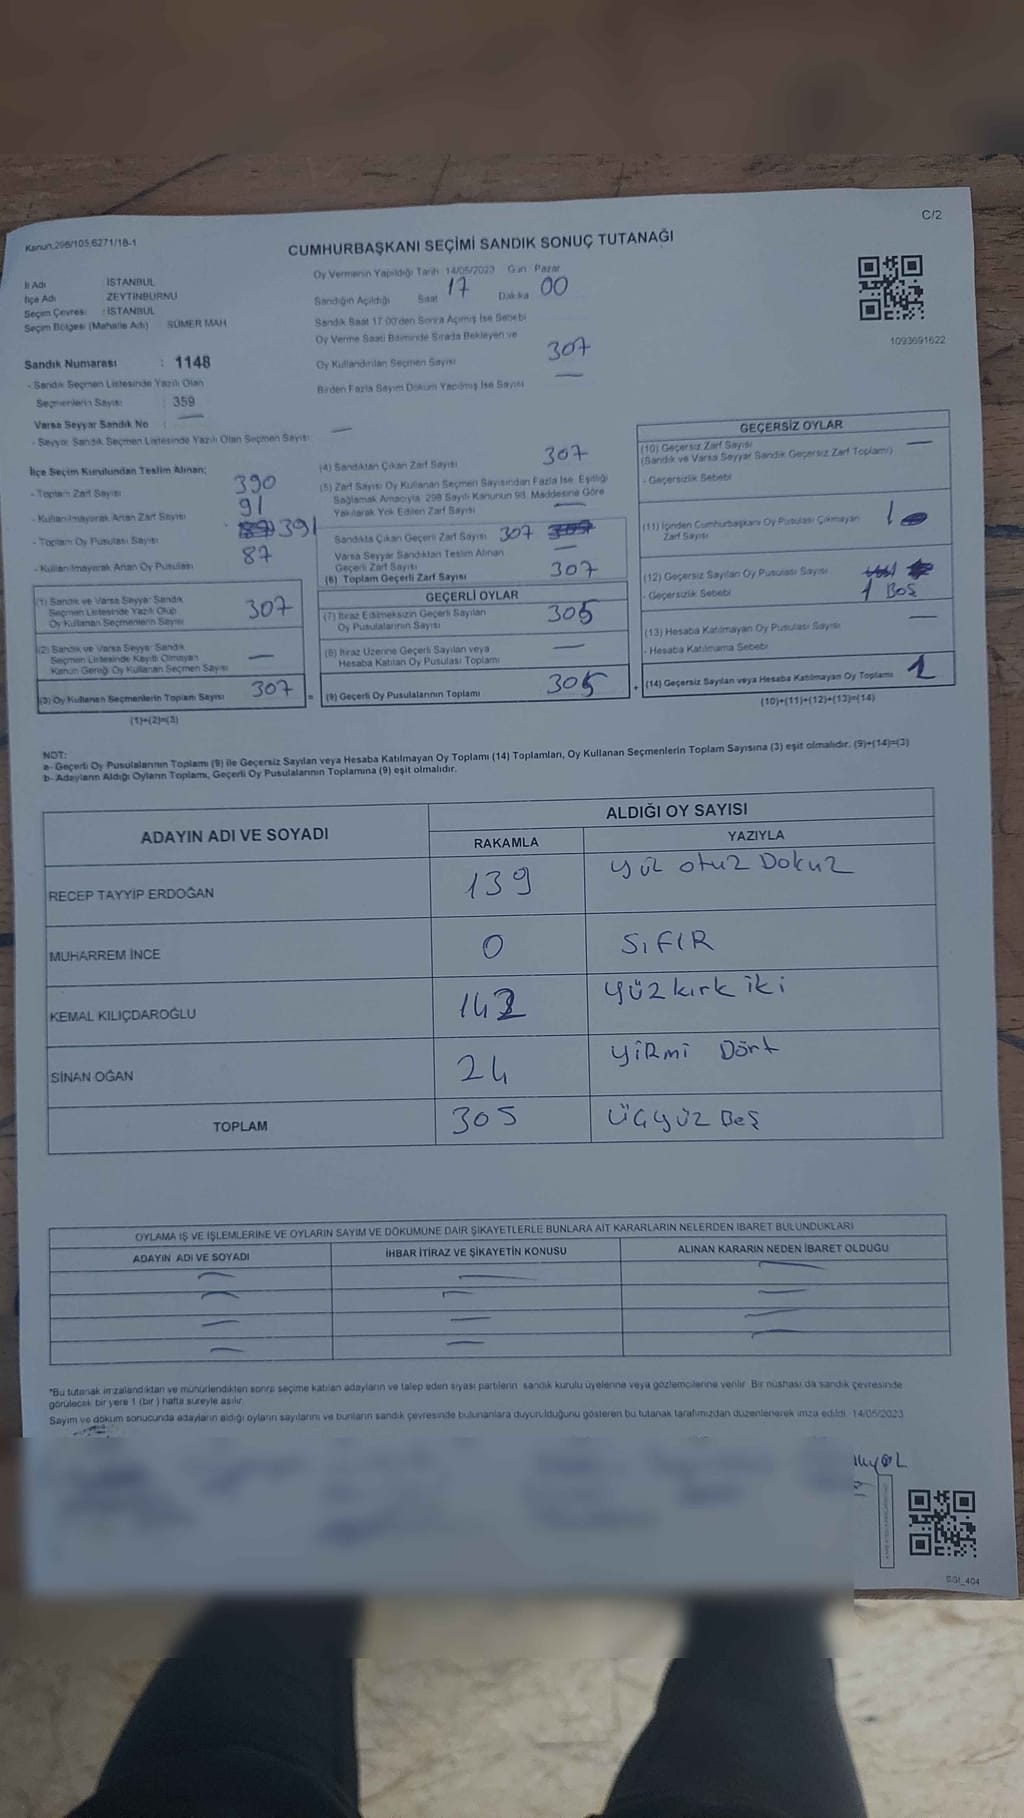 C/2
Kanun:298/105,6271/18-1
CUMHURBAŞKANI SEÇİMİ SANDIK SONUÇ TUTANAĞI
İl Adı : İSTANBUL
İlçe Adı : ZEYTİNBURNU
Seçim Çevresi : İSTANBUL
Seçim Bölgesi (Mahalle Adı) SÜMER MAH.
Oy Vermenin Yapıldığı Tarih 14/05/2023 Gün: Pazar
Sandığın Açıldığı Saat 17 Dakika 00
Sandık Saat 17.00'den Sonra Açılmış İse Sebebi
Oy Verme Saati Bitiminde Sırada Bekleyen ve
Oy Kullandırılan Seçmen Sayısı 307
Birden Fazla Sayım Döküm Yapılmış İse Sayısı —
1093691622
Sandık Numarası : 1148
- Sandık Seçmen Listesinde Yazılı Olan
Seçmenlerin Sayısı : 359
Varsa Seyyar Sandık No : —
- Seyyar Sandık Seçmen Listesinde Yazılı Olan Seçmen Sayısı: —
İlçe Seçim Kurulundan Teslim Alınan;
- Toplam Zarf Sayısı 390
- Kullanılmayarak Artan Zarf Sayısı 91
- Toplam Oy Pusulası Sayısı 391
- Kullanılmayarak Artan Oy Pusulası 87
(1) Sandık ve Varsa Seyyar Sandık
Seçmen Listesinde Yazılı Olup
Oy Kullanan Seçmenlerin Sayısı 307
(2) Sandık ve Varsa Seyyar Sandık
Seçmen Listesinde Kayıtlı Olmayan
Kanun Gereği Oy Kullanan Seçmen Sayısı —
(3) Oy Kullanan Seçmenlerin Toplam Sayısı 307 =
(1)+(2)=(3)
(4) Sandıktan Çıkan Zarf Sayısı 307
(5) Zarf Sayısı Oy Kullanan Seçmen Sayısından Fazla İse, Eşitliği
Sağlamak Amacıyla 298 Sayılı Kanunun 98. Maddesine Göre
Yakılarak Yok Edilen Zarf Sayısı —
Sandıkta Çıkan Geçerli Zarf Sayısı 307
Varsa Seyyar Sandıktan Teslim Alınan
Geçerli Zarf Sayısı —
(6) Toplam Geçerli Zarf Sayısı 307
GEÇERLİ OYLAR
(7) İtiraz Edilmeksizin Geçerli Sayılan
Oy Pusulalarının Sayısı 305
(8) İtiraz Üzerine Geçerli Sayılan veya
Hesaba Katılan Oy Pusulası Toplamı —
(9) Geçerli Oy Pusulalarının Toplamı 305 +
GEÇERSİZ OYLAR
(10) Geçersiz Zarf Sayısı —
(Sandık ve Varsa Seyyar Sandık Geçersiz Zarf Toplamı)
- Geçersizlik Sebebi
(11) İçinden Cumhurbaşkanı Oy Pusulası Çıkmayan
Zarf Sayısı 1
(12) Geçersiz Sayılan Oy Pusulası Sayısı
- Geçersizlik Sebebi 1 Boş
(13) Hesaba Katılmayan Oy Pusulası Sayısı —
- Hesaba Katılmama Sebebi
(14) Geçersiz Sayılan veya Hesaba Katılmayan Oy Toplamı
(10)+(11)+(12)+(13)=(14)
NOT:
a- Geçerli Oy Pusulalarının Toplamı (9) ile Geçersiz Sayılan veya Hesaba Katılmayan Oy Toplamı (14) Toplamları, Oy Kullanan Seçmenlerin Toplam Sayısına (3) eşit olmalıdır. (9)+(14)=(3)
b- Adayların Aldığı Oyların Toplamı, Geçerli Oy Pusulalarının Toplamına (9) eşit olmalıdır.
ADAYIN ADI VE SOYADI ALDIĞI OY SAYISI
RAKAMLA YAZIYLA
RECEP TAYYİP ERDOĞAN 139 yüz otuz Dokuz
MUHARREM İNCE 0 SIFIR
KEMAL KILIÇDAROĞLU 142 yüz kırk iki
SİNAN OĞAN 24 yiRmi Dört
TOPLAM 305 üçyüz Beş
OYLAMA İŞ VE İŞLEMLERİNE VE OYLARIN SAYIM VE DÖKÜMÜNE DAİR ŞİKAYETLERLE BUNLARA AİT KARARLARIN NELERDEN İBARET BULUNDUKLARI
ADAYIN ADI VE SOYADI İHBAR İTİRAZ VE ŞİKAYETİN KONUSU ALINAN KARARIN NEDEN İBARET OLDUĞU
*Bu tutanak imzalandıktan ve mühürlendikten sonra seçime katılan adayların ve talep eden siyasi partilerin sandık kurulu üyelerine veya gözlemcilerine verilir. Bir nüshası da sandık çevresinde
görülecek bir yere 1 (bir) hafta süreyle asılır.
Sayım ve döküm sonucunda adayların aldığı oyların sayılarını ve bunların sandık çevresinde bulunanlara duyurulduğunu gösteren bu tutanak tarafımızdan düzenlenerek imza edildi. 14/05/2023